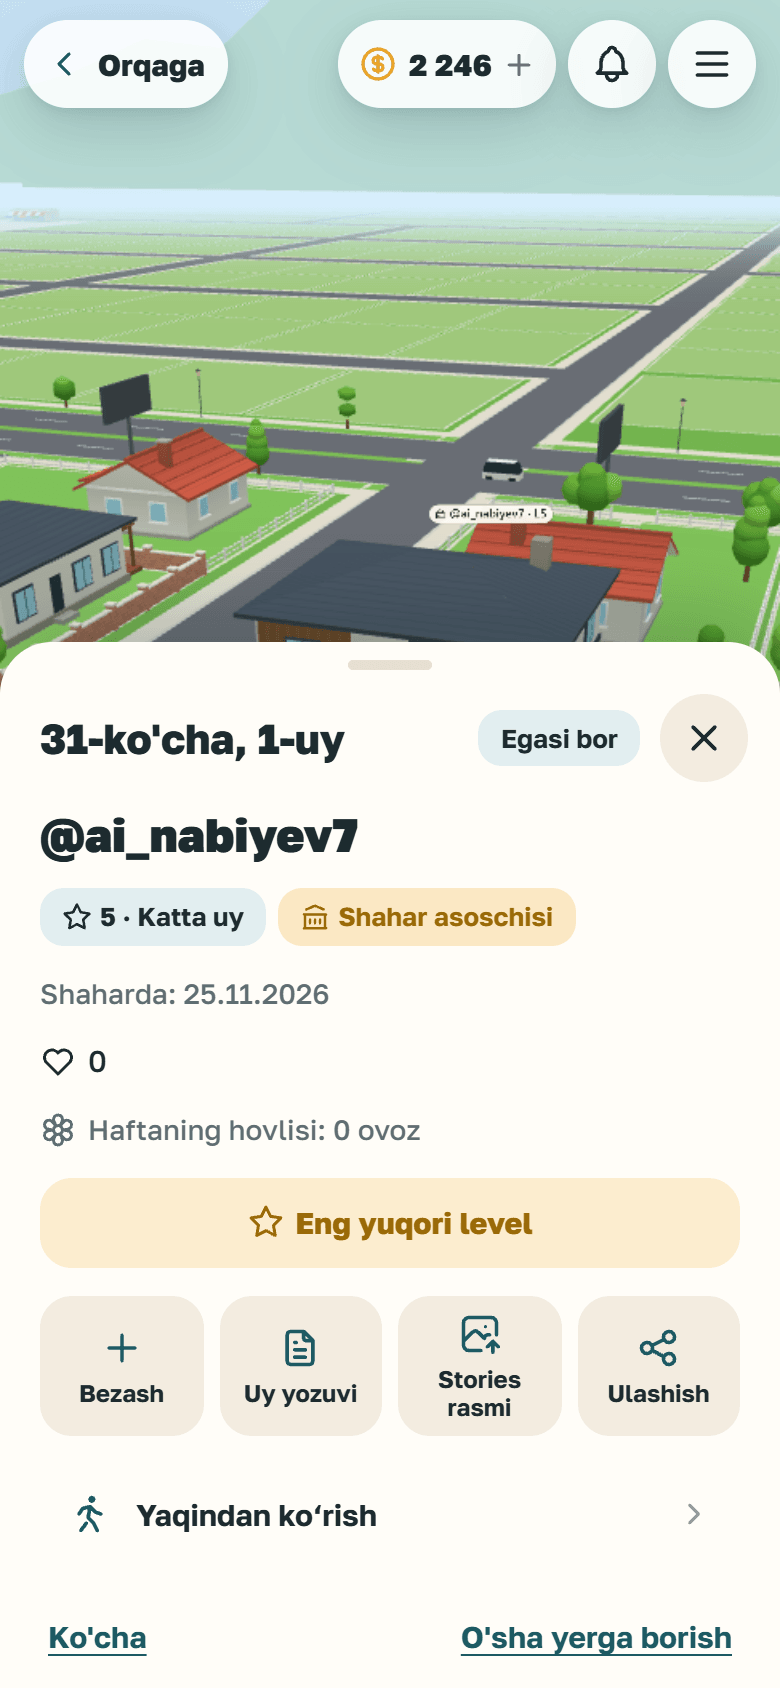 Orqaga
2 246
@ai_nabiyev7 · L5
31-ko'cha, 1-uy
Egasi bor
@ai_nabiyev7
5 · Katta uy
Shahar asoschisi
Shaharda: 25.11.2026
0
Haftaning hovlisi: 0 ovoz
Eng yuqori level
Bezash
Uy yozuvi
Stories
rasmi
Ulashish
Yaqindan ko‘rish
Ko'cha
O'sha yerga borish